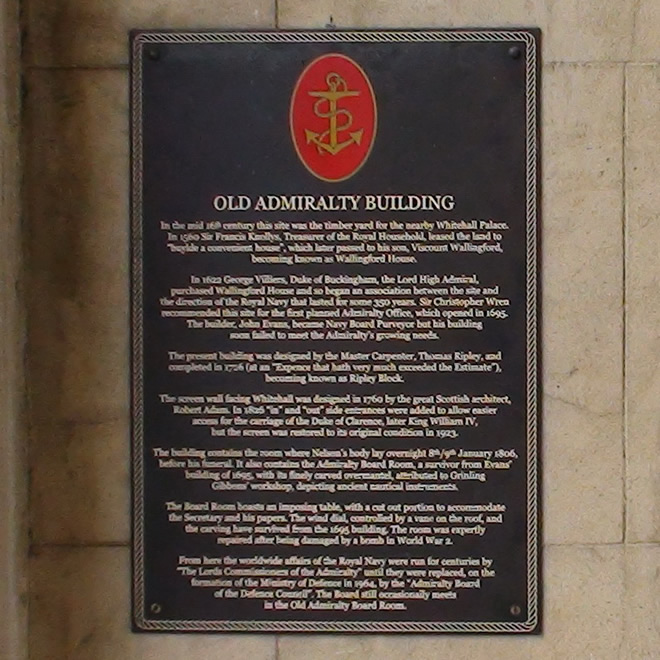 OLD ADMIRALTY BUILDING
In the mid 16th century this site was the timber yard for the nearby Whitehall Palace.
In 1560 Sir Francis Knollys, Treasurer of the Royal Household, leased the land to
"buylde a convenient house", which later passed to his son, Viscount Wallingford,
becoming known as Wallingford House.
In 1622 George Villiers, Duke of Buckingham, the Lord High Admiral,
purchased Wallingford House and so began an association between the site and
the direction of the Royal Navy that lasted for some 350 years. Sir Christopher Wren
recommended this site for the first planned Admiralty Office, which opened in 1695.
The builder, John Evans, became Navy Board Purveyor but his building
soon failed to meet the Admiralty's growing needs.
The present building was designed by the Master Carpenter, Thomas Ripley, and
completed in 1726 (at an "Expence that hath very much exceeded the Estimate"),
becoming known as Ripley Block.
The screen wall facing Whitehall was designed in 1760 by the great Scottish architect,
Robert Adam. In 1826 "in" and "out" side entrances were added to allow easier
access for the carriage of the Duke of Clarence, later King William IV,
but the screen was restored to its original condition in 1923.
The building contains the room where Nelson's body lay overnight 8th/9th January 1806,
before his funeral. It also contains the Admiralty Board Room, a survivor from Evans'
building of 1695, with its finely carved overmantel, attributed to Grinling
Gibbons' workshop, depicting ancient nautical instruments.
The Board Room boasts an imposing table, with a cut out portion to accommodate
the Secretary and his papers. The wind dial, controlled by a vane on the roof, and
the carving have survived from the 1695 building. The room was expertly
repaired after being damaged by a bomb in World War 2.
From here the worldwide affairs of the Royal Navy were run for centuries by
"The Lords Commissioners of the Admiralty" until they were replaced, on the
formation of the Ministry of Defence in 1964, by the "Admiralty Board
of the Defence Council". The Board still occasionally meets
in the Old Admiralty Board Room.